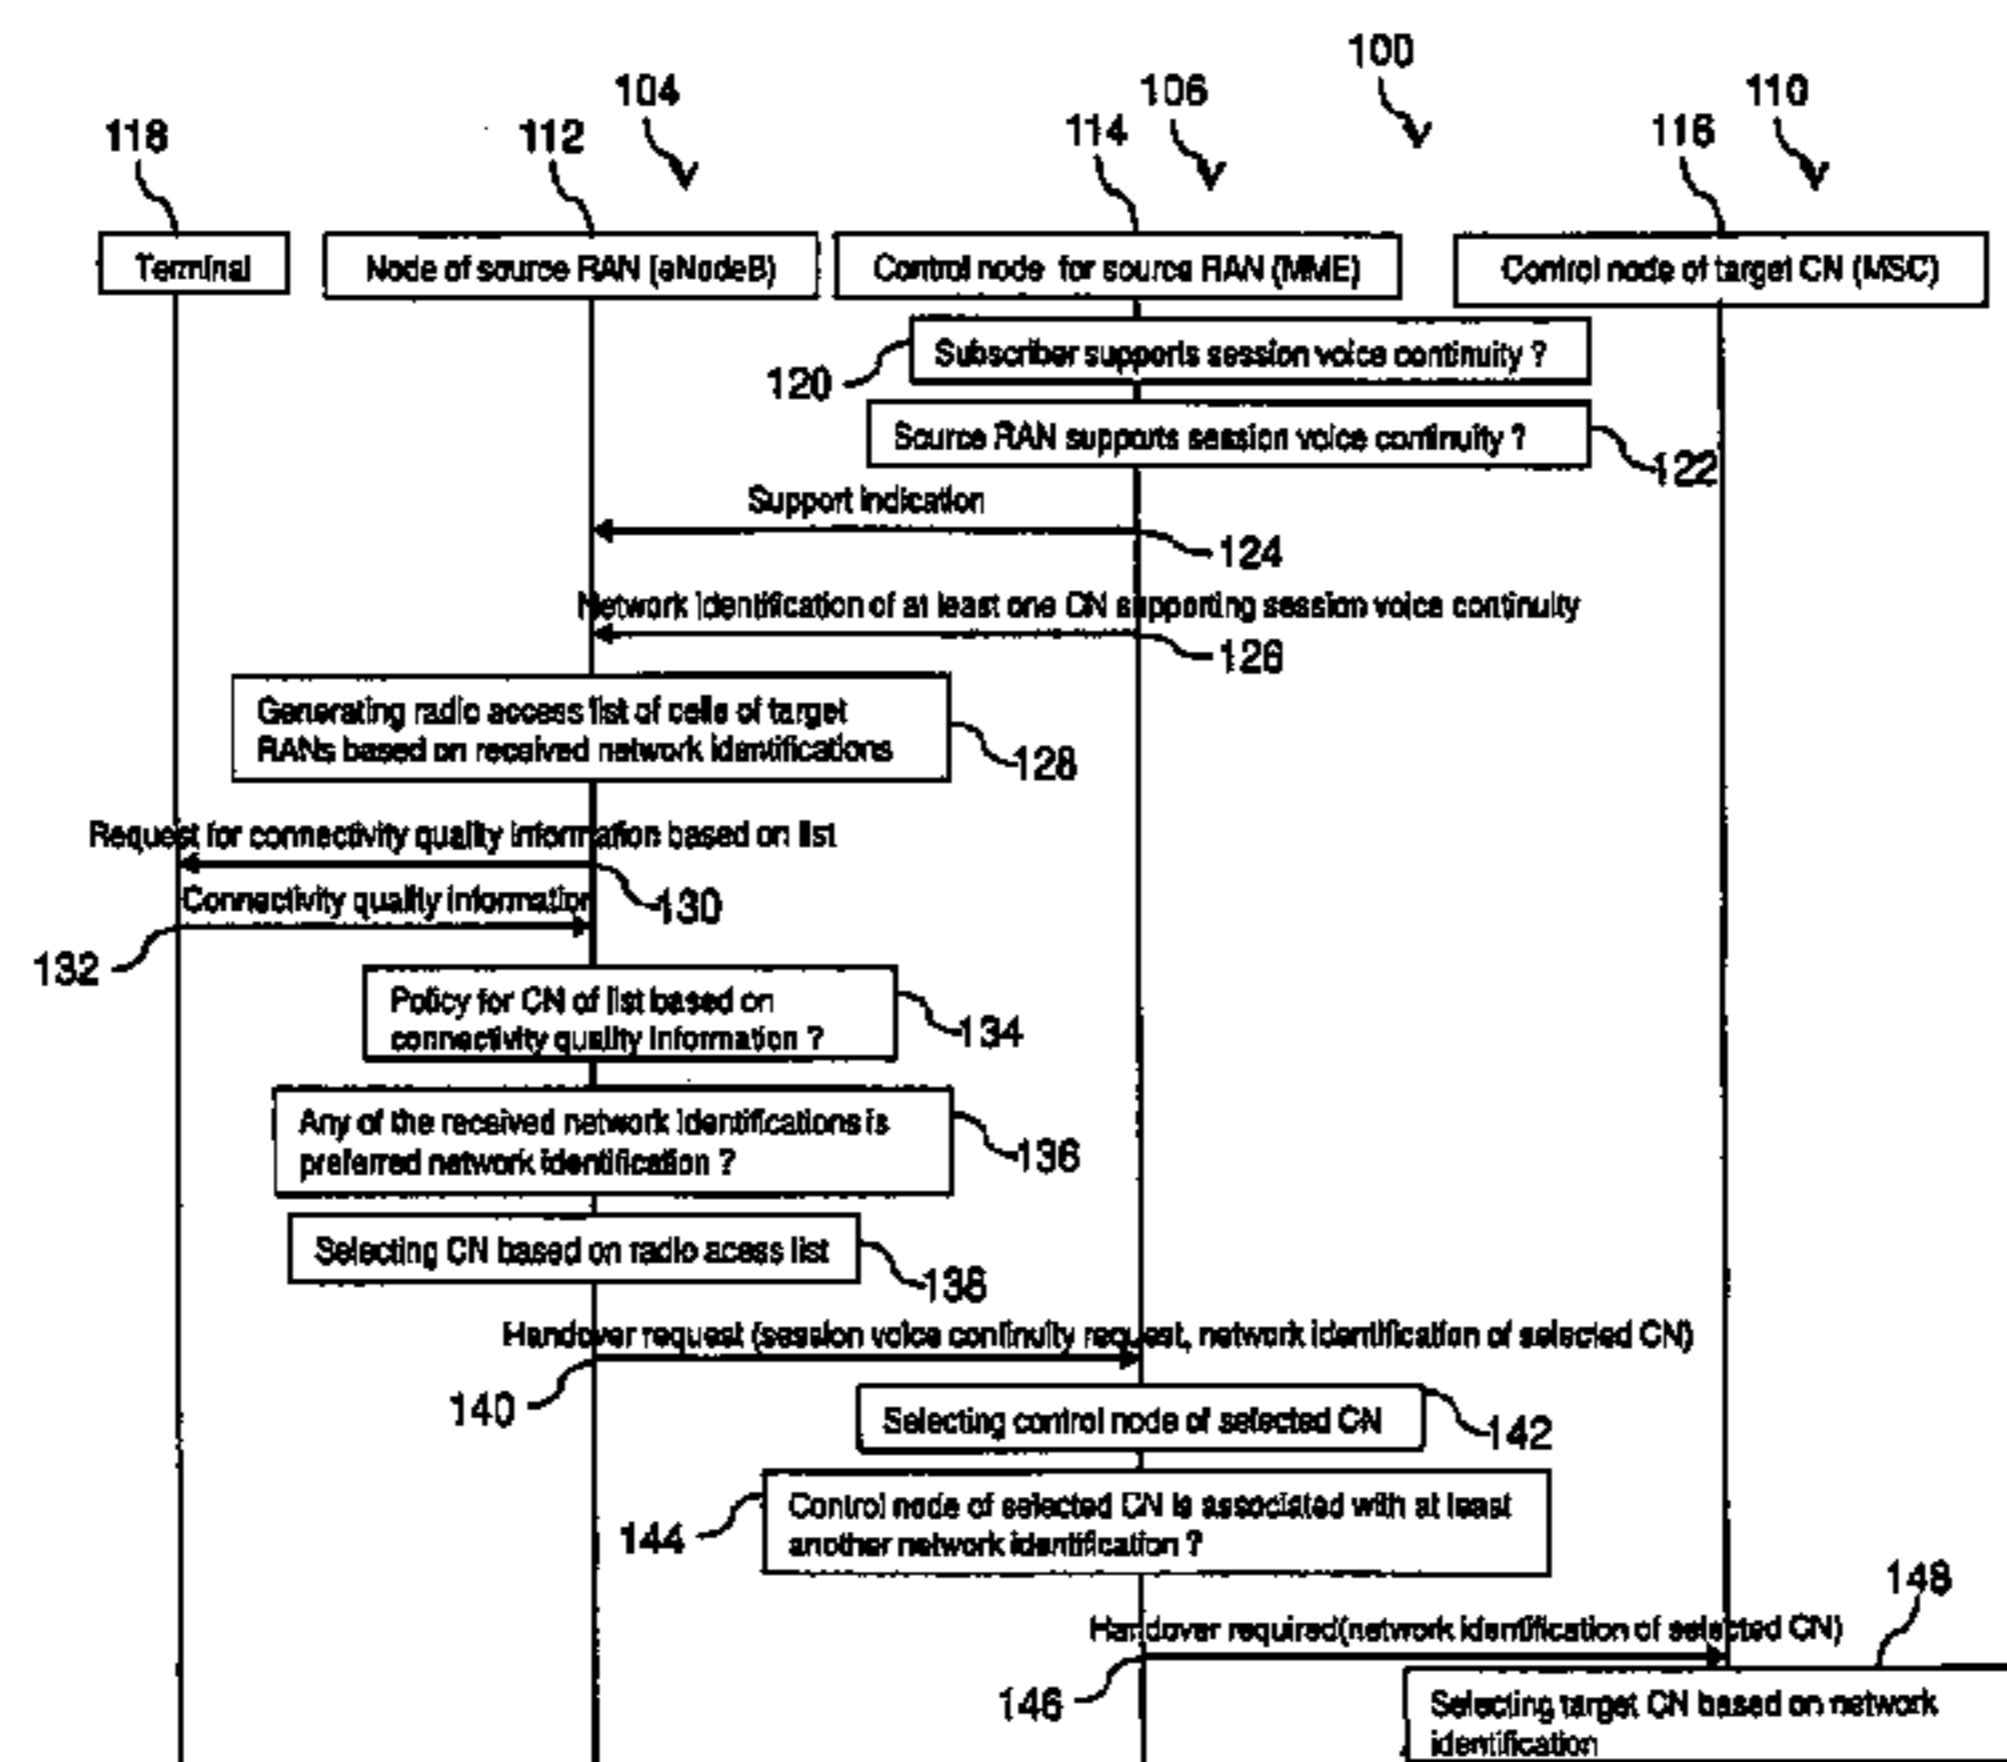 100
104
106
110
118
112
114
116
Terminal
Node of source RAN (eNodeB)
Control node for source RAN (MME)
Control node of target CN (MSC)
Subscriber supports session voice continuity ?
120
Source RAN supports session voice continuity ?
122
Support indication
124
Network identification of at least one CN supporting session voice continuity
126
Generating radio access list of cells of target
RANs based on received network identifications
128
Request for connectivity quality information based on list
130
Connectivity quality information
132
Policy for CN of list based on
connectivity quality information ?
134
Any of the received network identifications is
preferred network identification ?
136
Selecting CN based on radio acess list
138
Handover request (session voice continuity request, network identification of selected CN)
140
Selecting control node of selected CN
142
Control node of selected CN is associated with at least
another network identification ?
144
148
Handover required(network identification of selected CN)
146
Selecting target CN based on network
identification